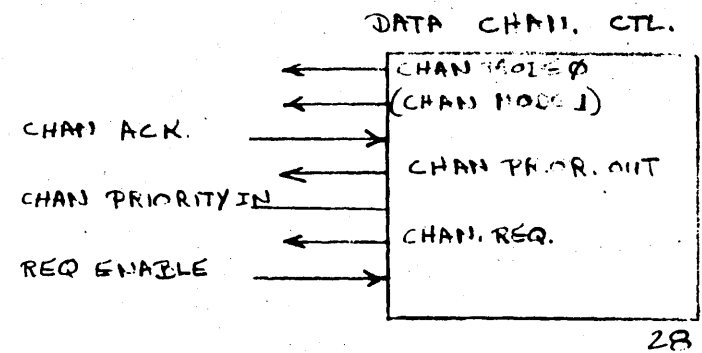 DATA CHAN. CTL.
CHAN MODE Ø
(CHAN MODE 1)
CHAN ACK.
CHAN PRIOR. OUT
CHAN PRIORITY IN
CHAN. REQ.
REQ ENABLE
28